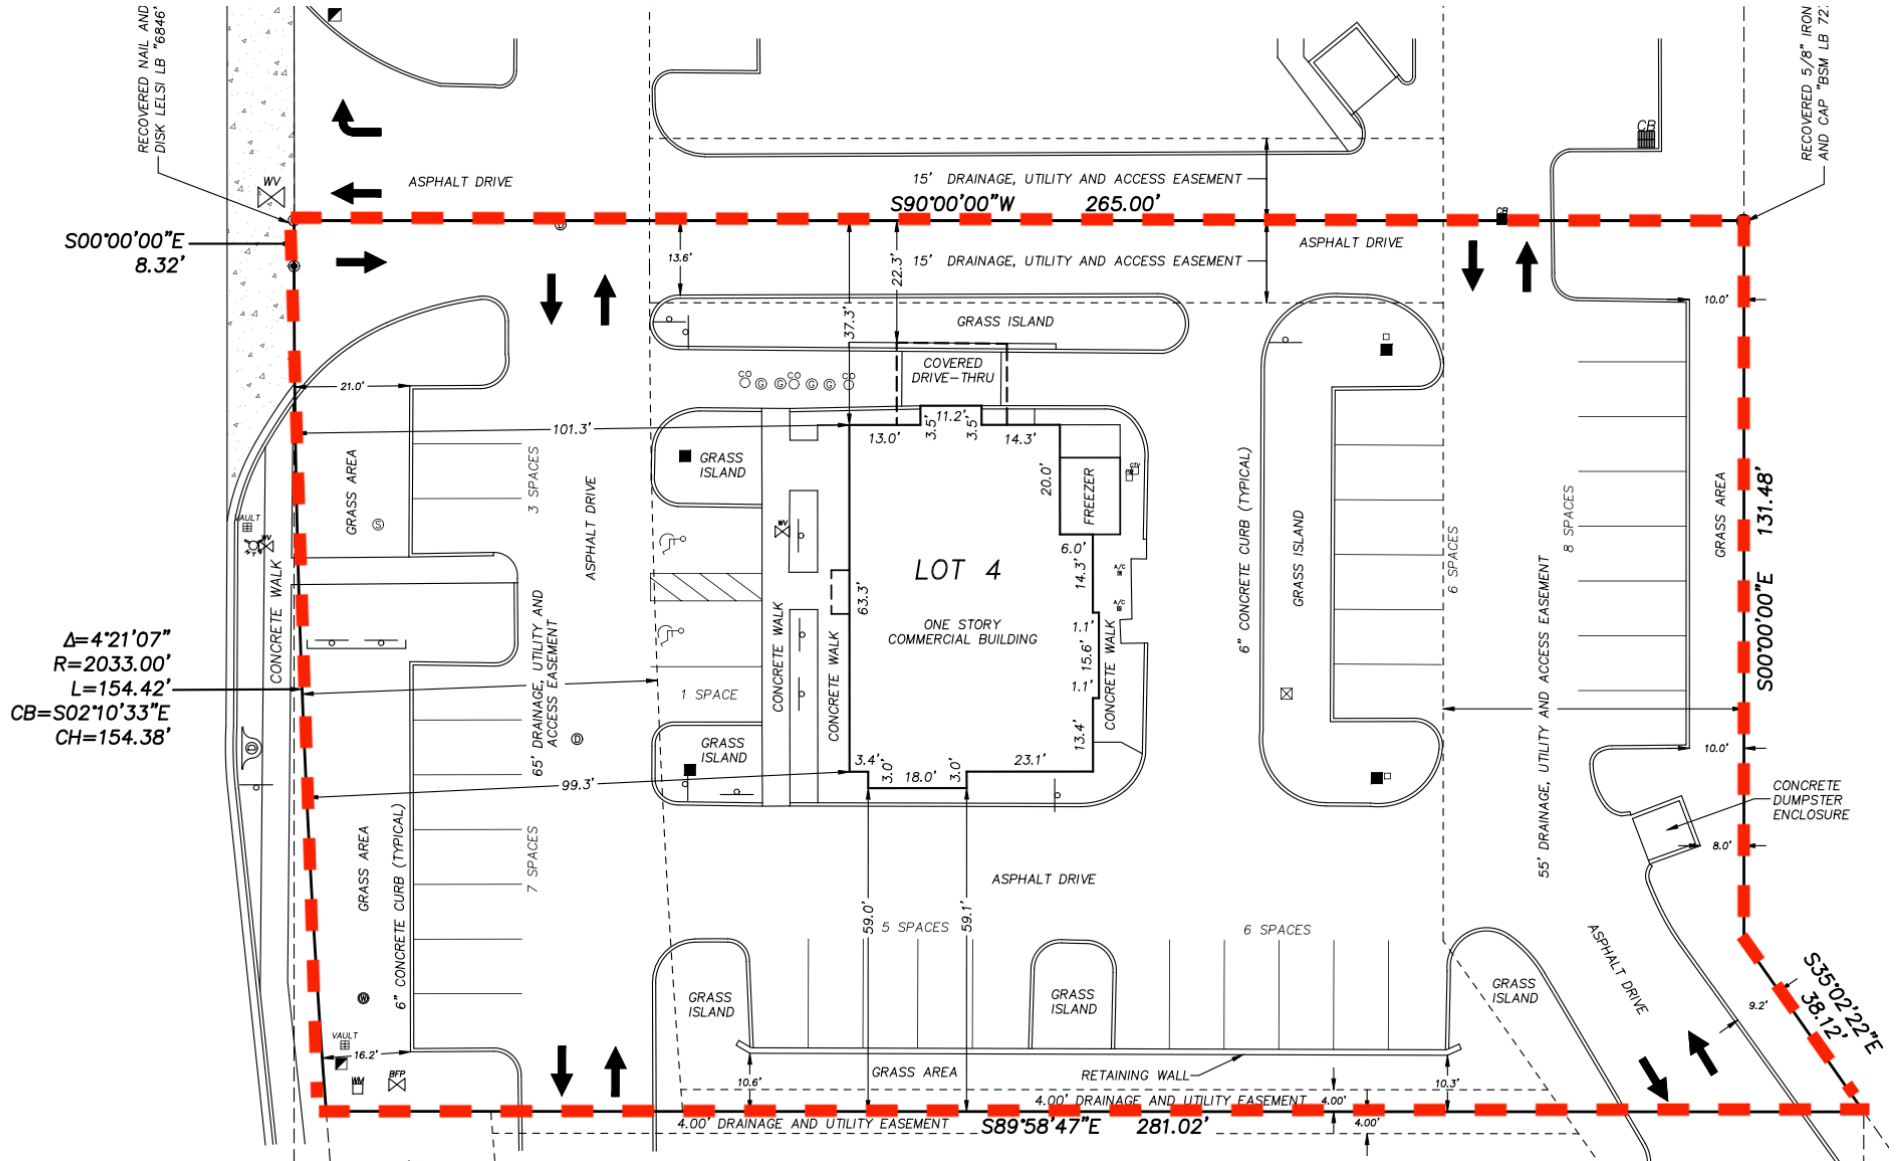 RECOVERED NAIL AND
DISK LELSI LB "6846"
RECOVERED 5/8" IRON
AND CAP "BSM LB 72
CB
WV
ASPHALT DRIVE
15' DRAINAGE, UTILITY AND ACCESS EASEMENT
S90°00'00"W 265.00'
CB
S00°00'00"E
8.32'
D
13.6'
22.3'
ASPHALT DRIVE
15' DRAINAGE, UTILITY AND ACCESS EASEMENT
10.0'
37.3'
GRASS ISLAND
COVERED
DRIVE-THRU
CO
G
G
CO
G
G
CO
21.0'
101.3'
11.2'
13.0'
3.5'
3.5'
14.3'
GRASS
ISLAND
20.0'
FREEZER
GRASS AREA
3 SPACES
ASPHALT DRIVE
S
VAULT
WV
WV
6.0'
14.3'
A/C
A/C
LOT 4
ONE STORY
COMMERCIAL BUILDING
63.3'
1.1'
15.6'
1.1'
13.4'
CONCRETE WALK
CONCRETE WALK
CONCRETE WALK
CONCRETE WALK
6" CONCRETE CURB (TYPICAL)
GRASS ISLAND
6 SPACES
8 SPACES
GRASS AREA
S00°00'00"E 131.48'
55' DRAINAGE, UTILITY AND ACCESS EASEMENT
Δ=4°21'07"
R=2033.00'
L=154.42'
CB=S02°10'33"E
CH=154.38'
65' DRAINAGE, UTILITY AND
ACCESS EASEMENT
1 SPACE
D
D
GRASS
ISLAND
3.4'
3.0'
18.0'
3.0'
23.1'
99.3'
10.0'
CONCRETE
DUMPSTER
ENCLOSURE
8.0'
GRASS AREA
6" CONCRETE CURB (TYPICAL)
7 SPACES
ASPHALT DRIVE
59.0'
59.1'
5 SPACES
6 SPACES
ASPHALT DRIVE
S35°02'22"E
38.12'
9.2'
W
GRASS
ISLAND
GRASS
ISLAND
GRASS
ISLAND
VAULT
16.2'
WM
BFP
10.6'
GRASS AREA
RETAINING WALL
10.3'
4.00' DRAINAGE AND UTILITY EASEMENT
4.00'
4.00' DRAINAGE AND UTILITY EASEMENT
S89°58'47"E 281.02'
4.00'